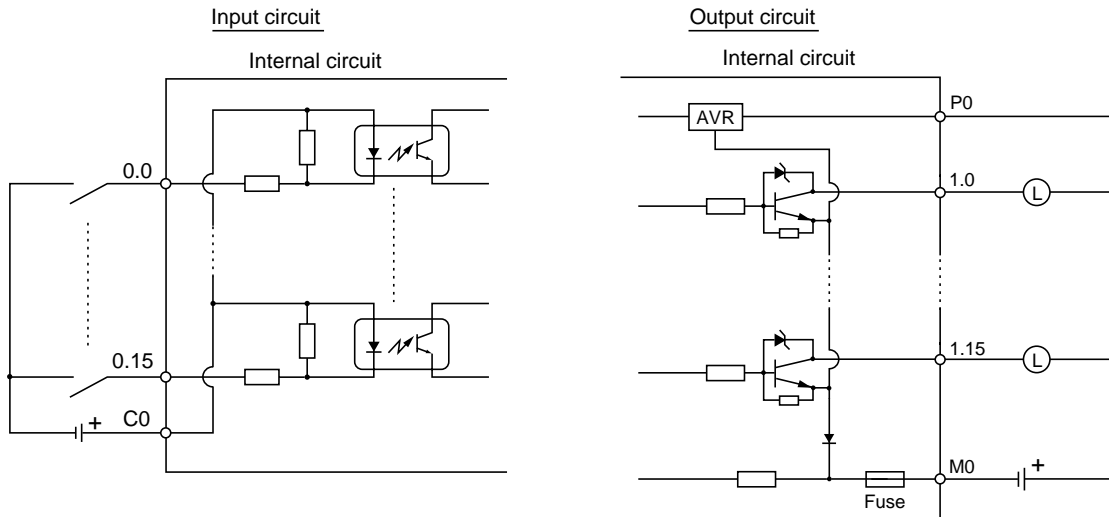 Input circuit
Internal circuit
0.0
0.15
C0
+
Output circuit
Internal circuit
AVR
P0
1.0
L
1.15
L
M0
+
Fuse